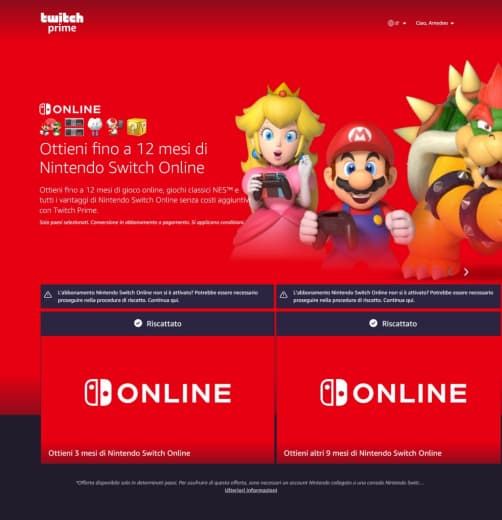 twitch
prime
IT
Ciao, Amedeo
ONLINE
Ottieni fino a 12 mesi di
Nintendo Switch Online
Ottieni fino a 12 mesi di gioco online, giochi classici NES™ e
tutti i vantaggi di Nintendo Switch Online senza costi aggiuntivi
con Twitch Prime.
Solo paesi selezionati. Conversione in abbonamento a pagamento. Si applicano condizioni.
L'abbonamento Nintendo Switch Online non si è attivato? Potrebbe essere necessario
proseguire nella procedura di riscatto. Continua qui.
Riscattato
ONLINE
Ottieni 3 mesi di Nintendo Switch Online
L'abbonamento Nintendo Switch Online non si è attivato? Potrebbe essere necessario
proseguire nella procedura di riscatto. Continua qui.
Riscattato
ONLINE
Ottieni altri 9 mesi di Nintendo Switch Online
*Offerta disponibile solo in determinati paesi. Per usufruire di questa offerta, sono necessari un account Nintendo collegato a una console Nintendo Switc...
Ulteriori informazioni